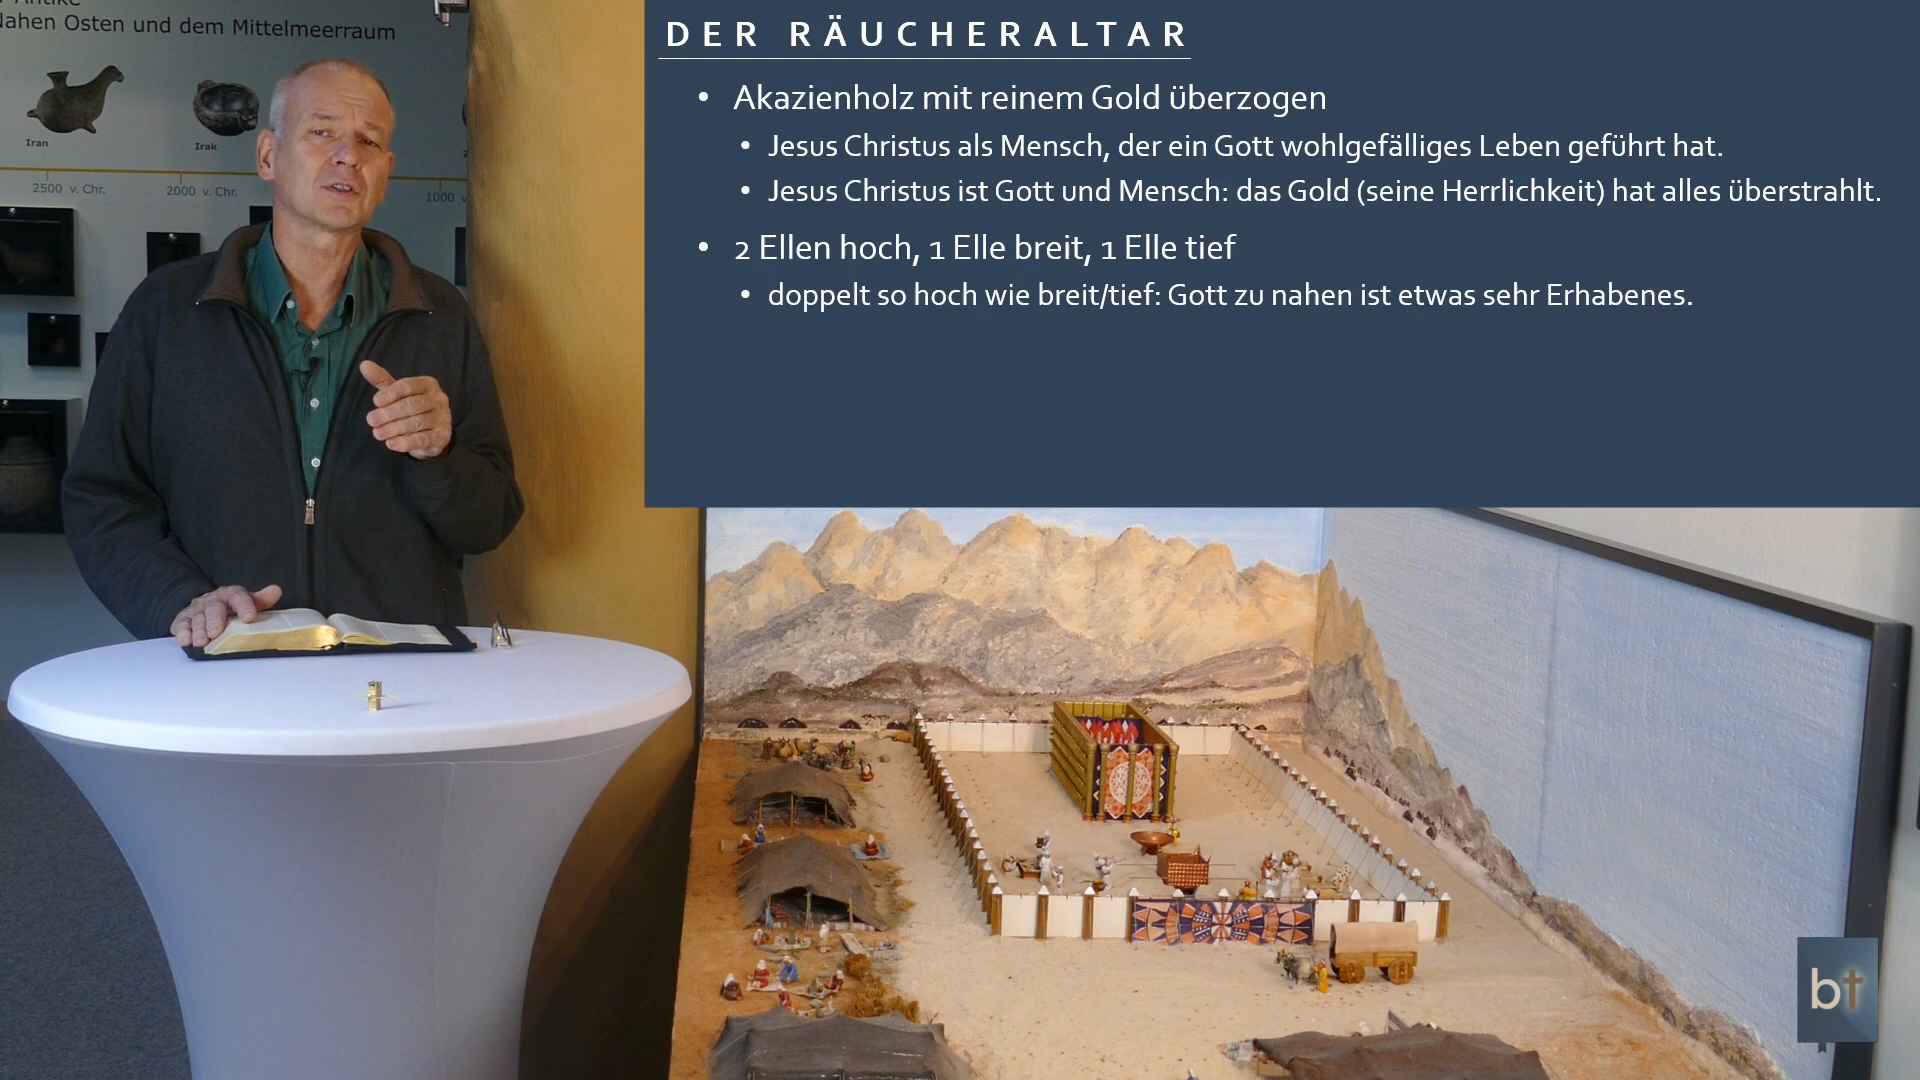 Antike
Nahen Osten und dem Mittelmeerraum
Iran
Irak
2500 v. Chr.
2000 v. Chr.
1000 v
DER RÄUCHERALTAR
• Akazienholz mit reinem Gold überzogen
• Jesus Christus als Mensch, der ein Gott wohlgefälliges Leben geführt hat.
• Jesus Christus ist Gott und Mensch: das Gold (seine Herrlichkeit) hat alles überstrahlt.
• 2 Ellen hoch, 1 Elle breit, 1 Elle tief
• doppelt so hoch wie breit/tief: Gott zu nahen ist etwas sehr Erhabenes.
bt